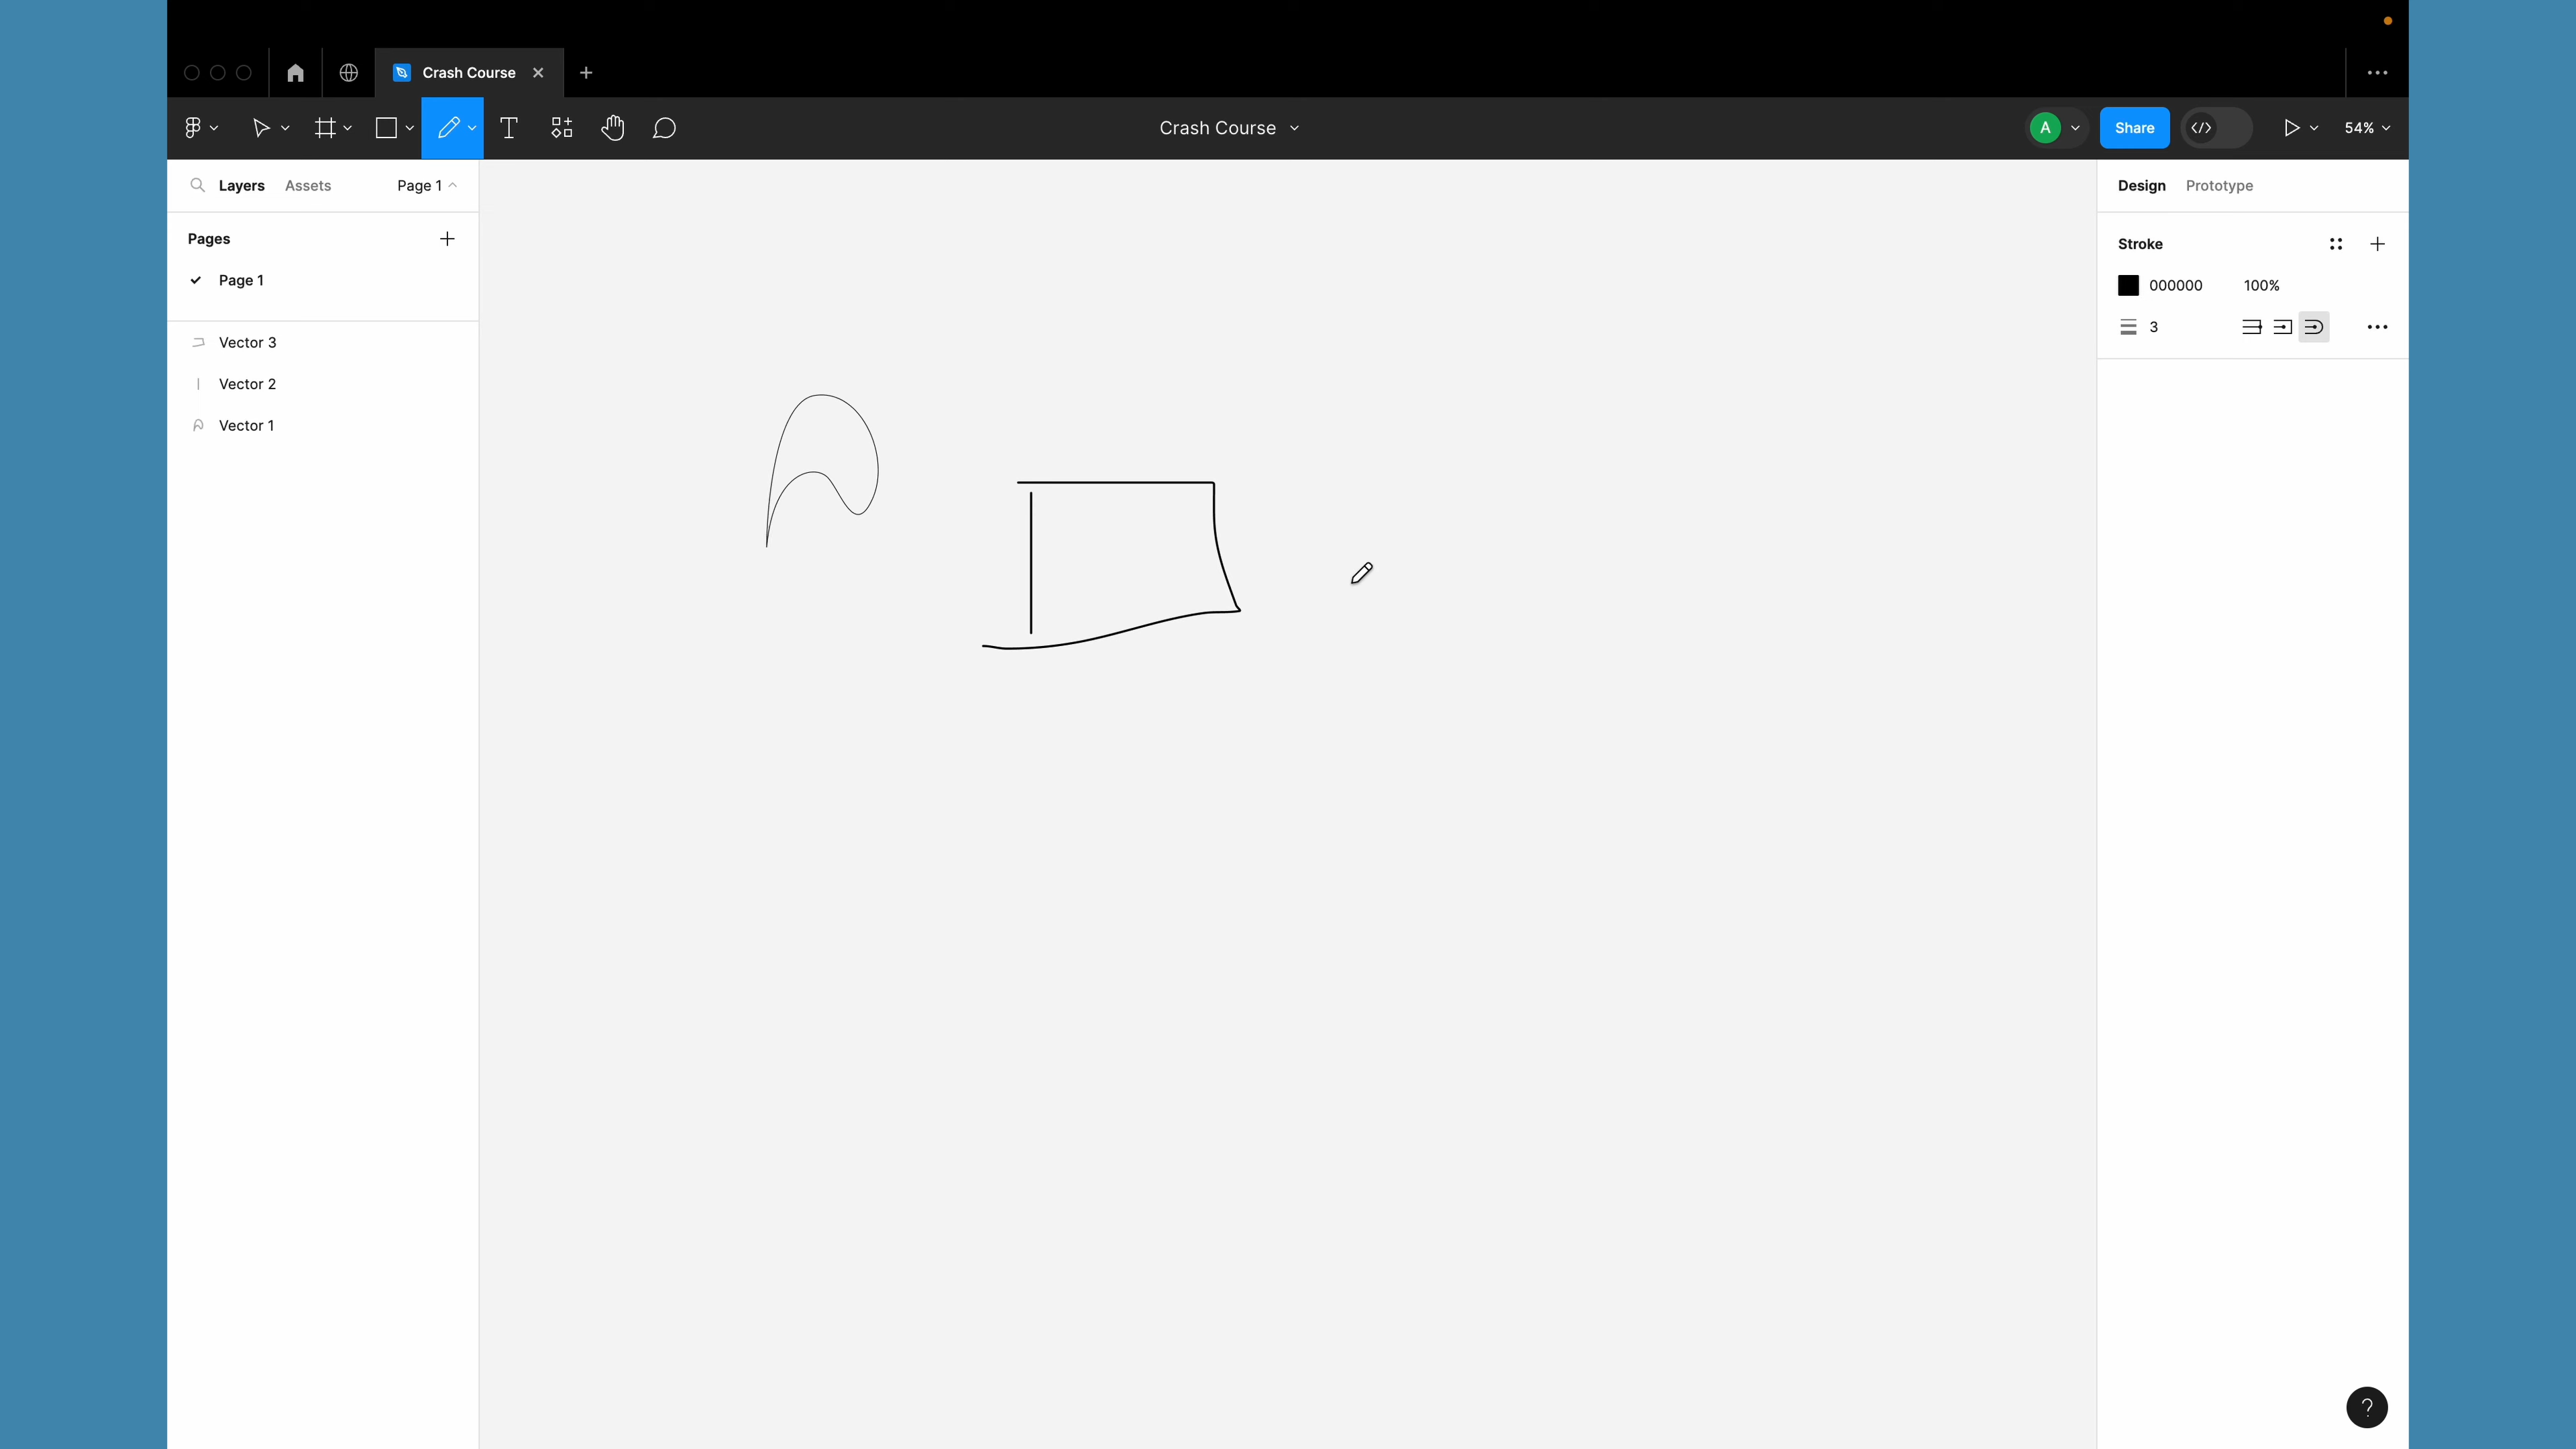 Crash Course
Crash Course
A
Share
54%
Layers Assets Page 1
Pages
Page 1
Vector 3
Vector 2
Vector 1
Design Prototype
Stroke
000000 100%
3
?